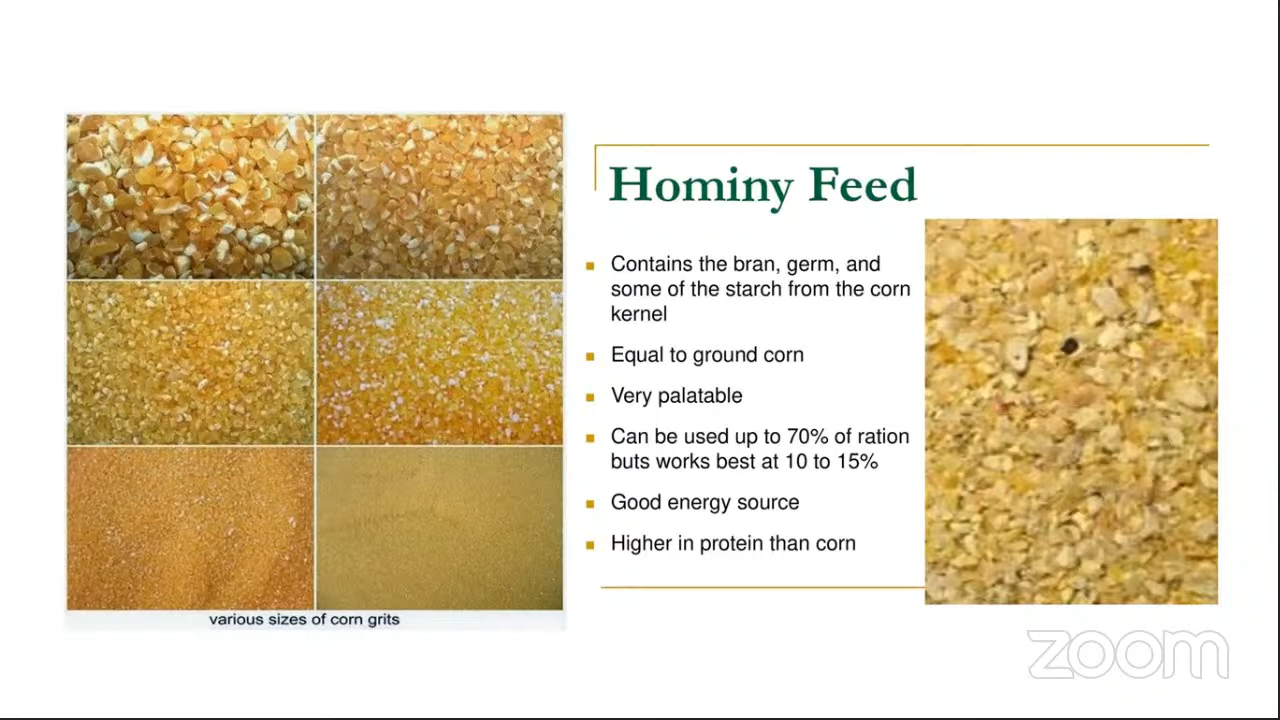 Hominy Feed
Contains the bran, germ, and
some of the starch from the corn
kernel
Equal to ground corn
Very palatable
Can be used up to 70% of ration
buts works best at 10 to 15%
Good energy source
Higher in protein than corn
various sizes of corn grits
zoom